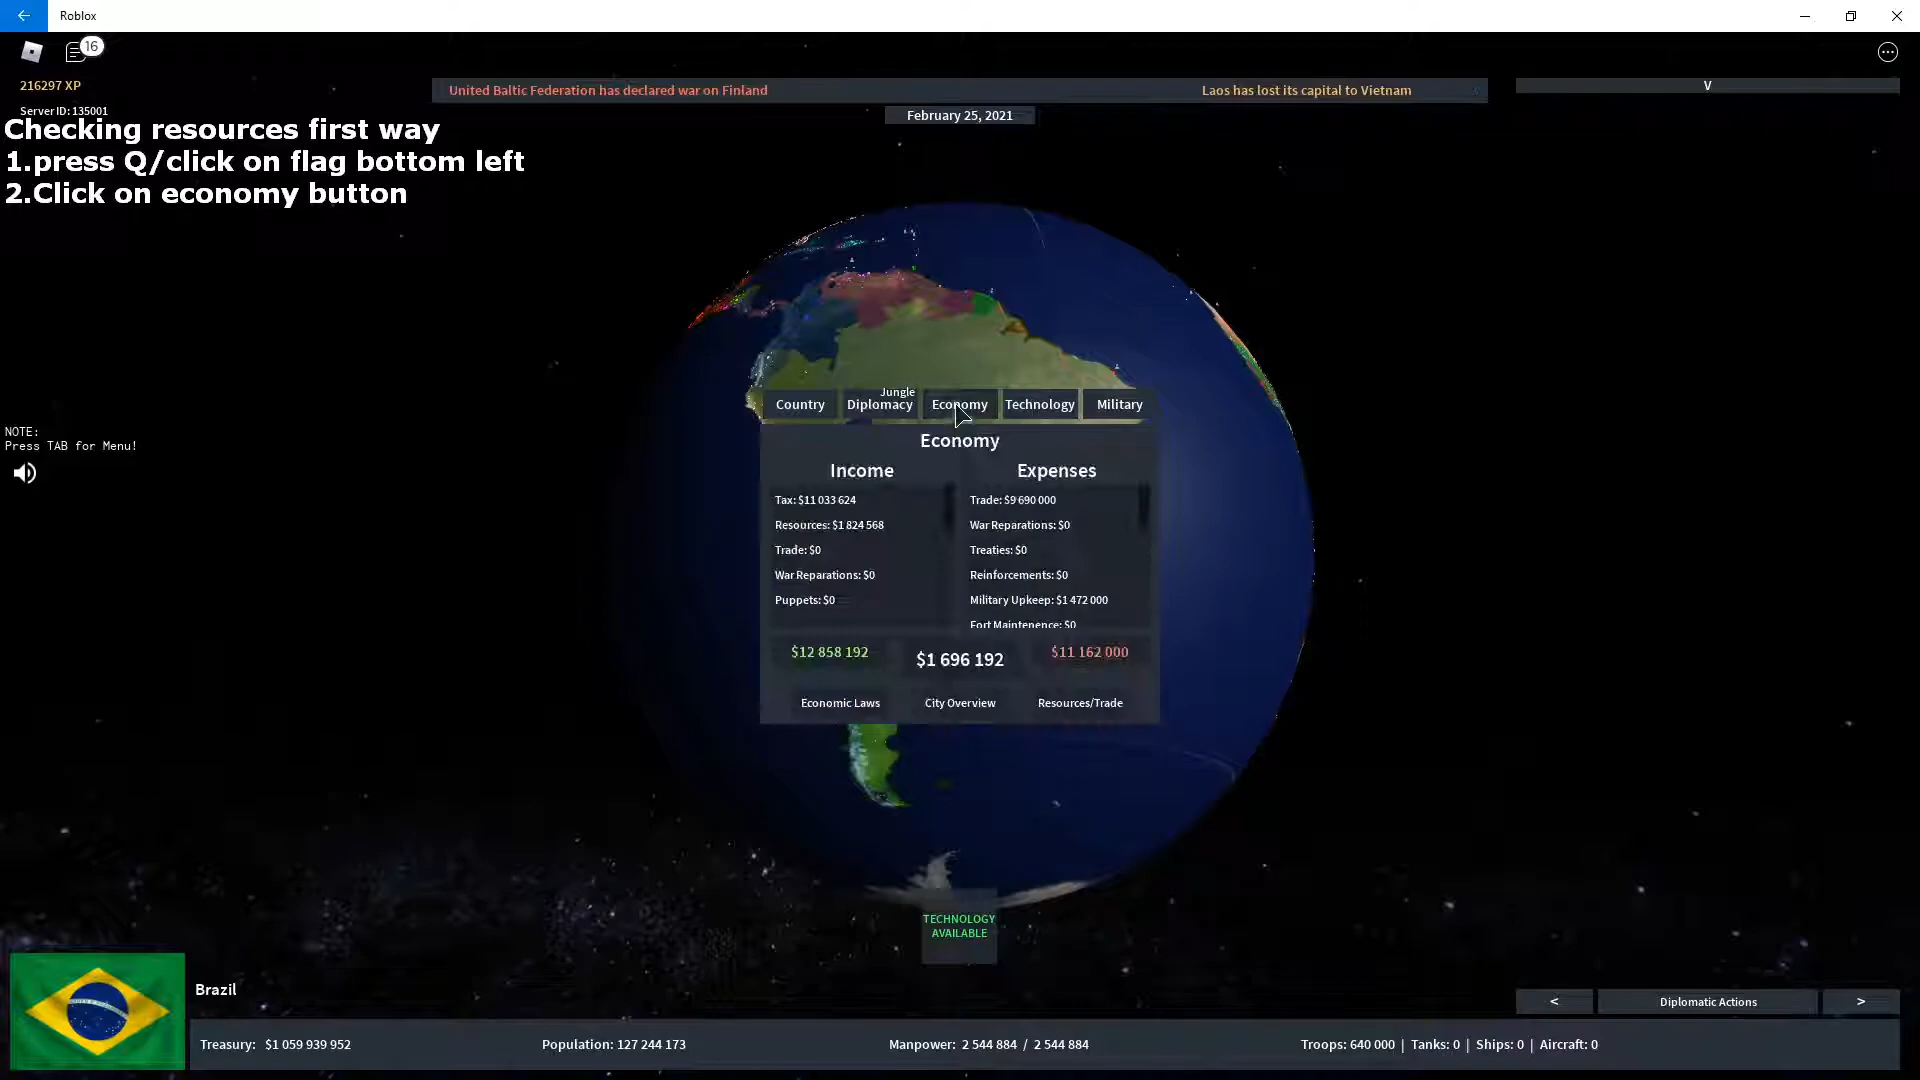 Roblox
16
216297 XP
United Baltic Federation has declared war on Finland
Laos has lost its capital to Vietnam
V
Server ID: 135001
February 25, 2021
Checking resources first way
1.press Q/click on flag bottom left
2.Click on economy button
Jungle
Country
Diplomacy
Economy
Technology
Military
NOTE:
Press TAB for Menu!
Economy
Income
Expenses
Tax: $11 033 624
Trade: $9 690 000
Resources: $1 824 568
War Reparations: $0
Trade: $0
Treaties: $0
War Reparations: $0
Reinforcements: $0
Puppets: $0
Military Upkeep: $1 472 000
Fort Maintenence: $0
$12 858 192
$1 696 192
$11 162 000
Economic Laws
City Overview
Resources/Trade
TECHNOLOGY
AVAILABLE
Brazil
<
Diplomatic Actions
>
Treasury: $1 059 939 952
Population: 127 244 173
Manpower: 2 544 884 / 2 544 884
Troops: 640 000 | Tanks: 0 | Ships: 0 | Aircraft: 0